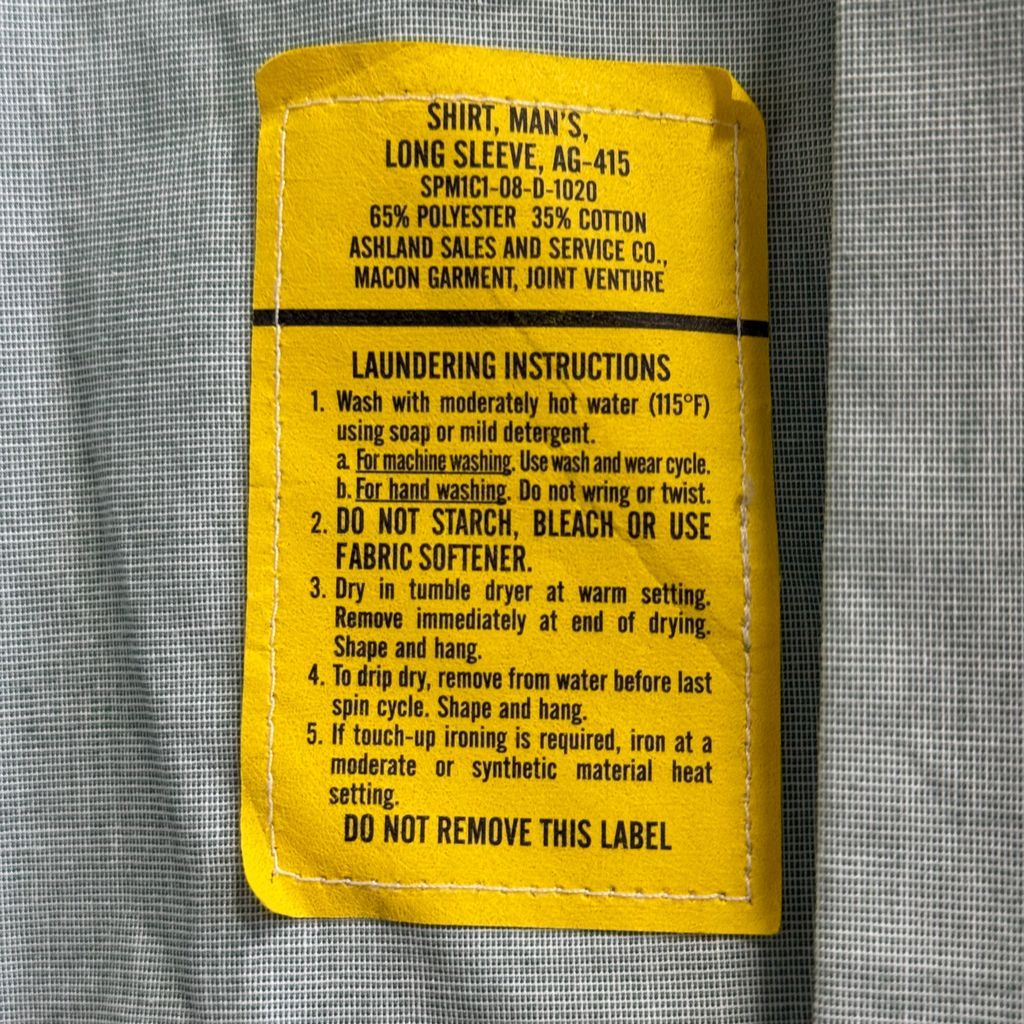 SHIRT, MAN'S,
LONG SLEEVE, AG-415
SPM1C1-08-D-1020
65% POLYESTER 35% COTTON
ASHLAND SALES AND SERVICE CO.,
MACON GARMENT, JOINT VENTURE
LAUNDERING INSTRUCTIONS
1. Wash with moderately hot water (115°F)
using soap or mild detergent.
a. For machine washing. Use wash and wear cycle.
b. For hand washing. Do not wring or twist.
2. DO NOT STARCH, BLEACH OR USE
FABRIC SOFTENER.
3. Dry in tumble dryer at warm setting.
Remove immediately at end of drying.
Shape and hang.
4. To drip dry, remove from water before last
spin cycle. Shape and hang.
5. If touch-up ironing is required, iron at a
moderate or synthetic material heat
setting.
DO NOT REMOVE THIS LABEL